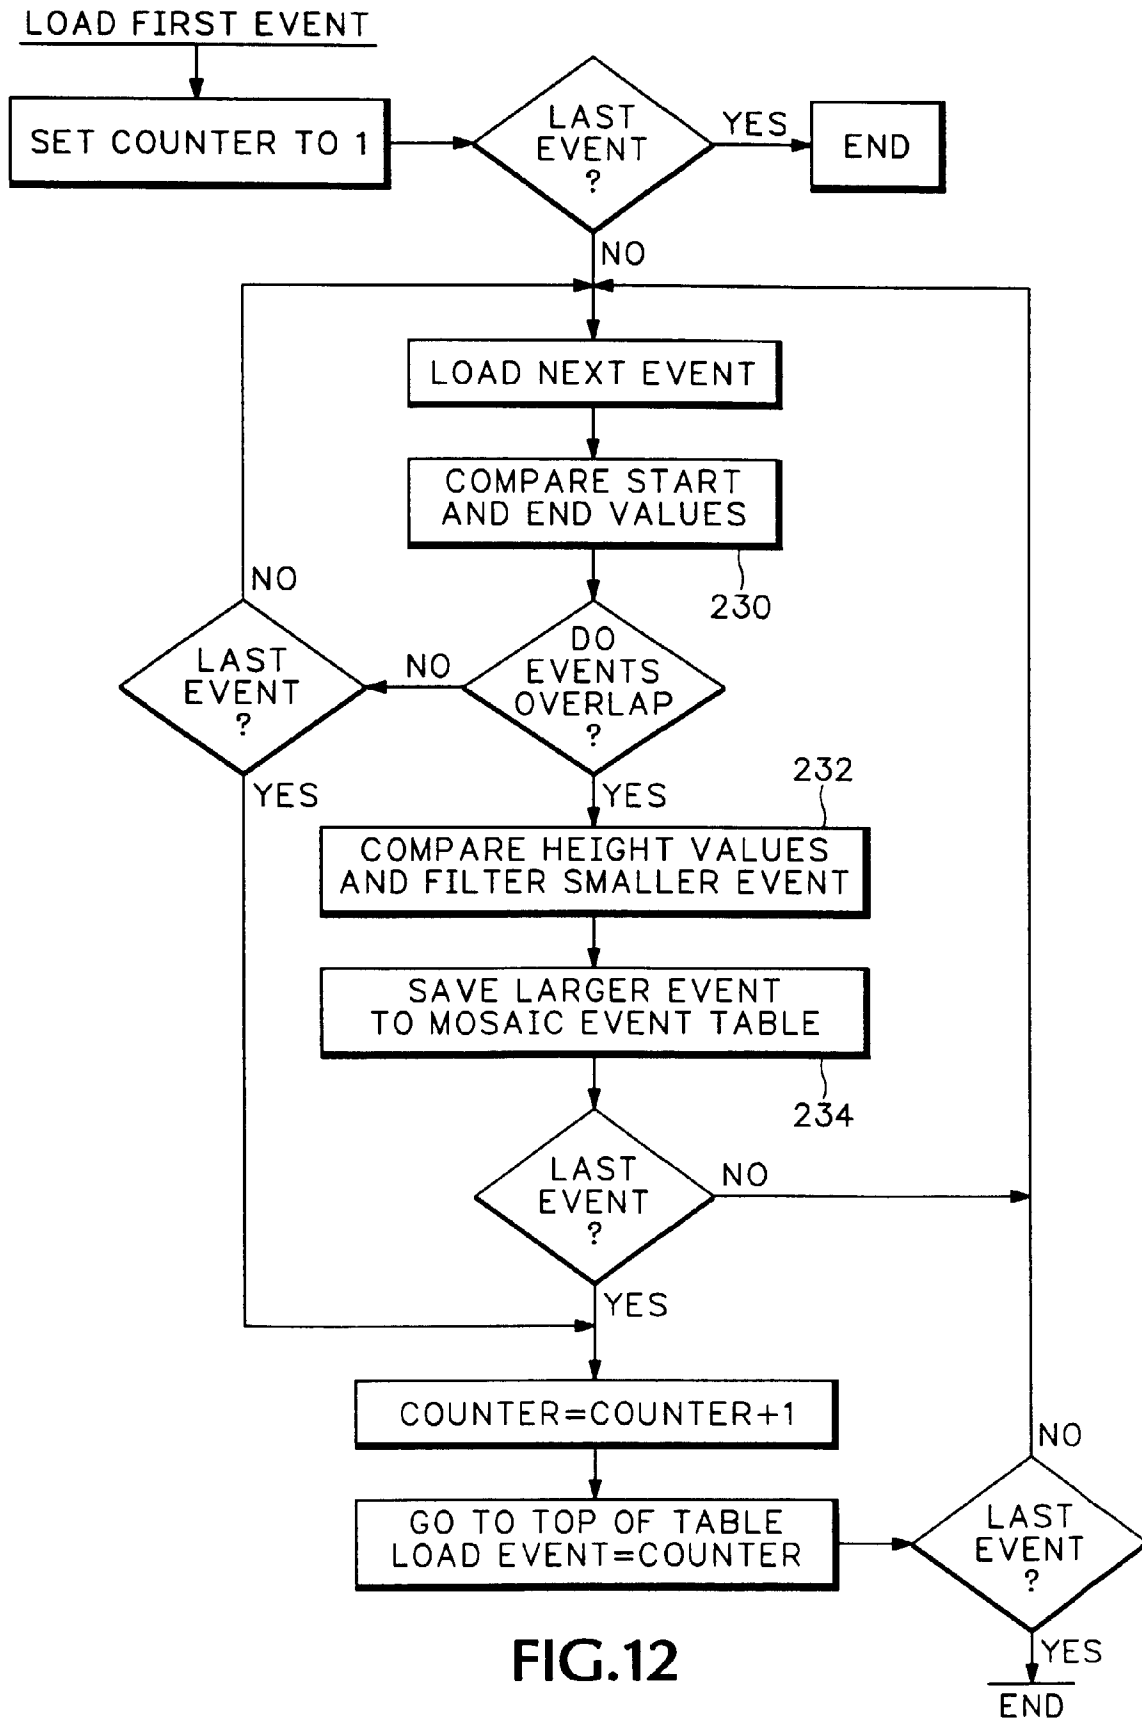 LOAD FIRST EVENT
SET COUNTER TO 1
LAST
EVENT
?
YES
END
NO
LOAD NEXT EVENT
COMPARE START
AND END VALUES
230
NO
LAST
EVENT
?
NO
DO
EVENTS
OVERLAP
?
YES
YES
232
COMPARE HEIGHT VALUES
AND FILTER SMALLER EVENT
SAVE LARGER EVENT
TO MOSAIC EVENT TABLE
234
LAST
EVENT
?
NO
YES
COUNTER=COUNTER+1
GO TO TOP OF TABLE
LOAD EVENT=COUNTER
NO
LAST
EVENT
?
YES
END
FIG.12